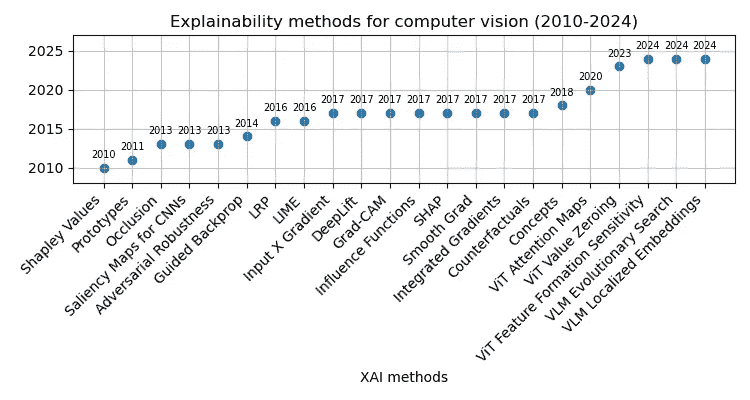 Explainability methods for computer vision (2010-2024)
2025
2020
2015
2010
2010
2011
2013
2013
2013
2014
2016
2016
2017
2017
2017
2017
2017
2017
2017
2017
2018
2020
2023
2024
2024
2024
Shapley Values
Prototypes
Occlusion
Saliency Maps for CNNs
Adversarial Robustness
Guided Backprop
LRP
LIME
Input X Gradient
DeepLift
Grad-CAM
Influence Functions
SHAP
Smooth Grad
Integrated Gradients
Counterfactuals
Concepts
ViT Attention Maps
ViT Value Zeroing
ViT Feature Formation Sensitivity
VLM Evolutionary Search
VLM Localized Embeddings
XAI methods